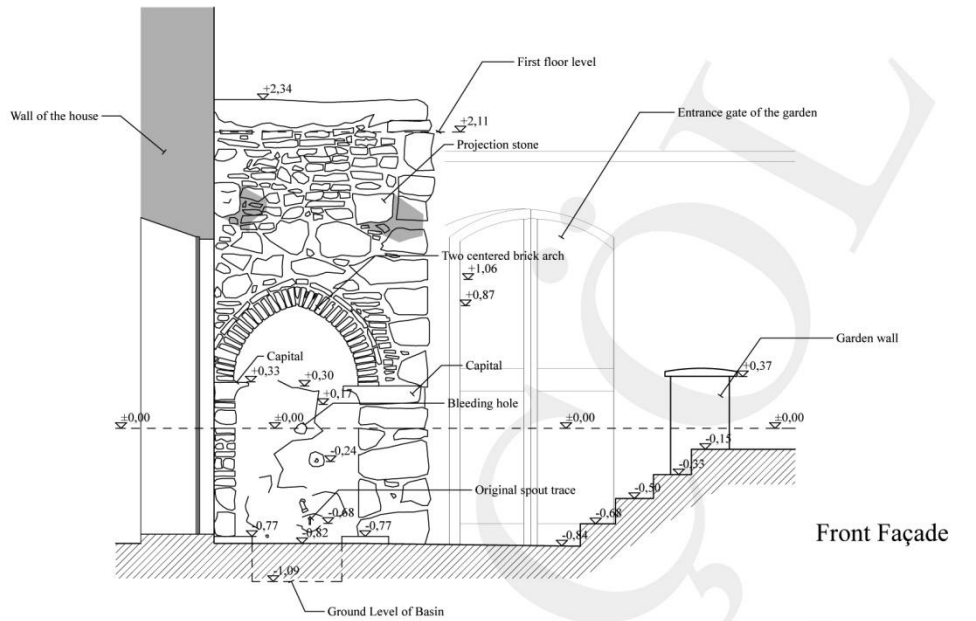 First floor level
+2,34
Wall of the house
+2,11
Entrance gate of the garden
Projection stone
Two centered brick arch
+1,06
+0,87
Garden wall
Capital
Capital
+0,33
+0,30
+0,37
+0,17
Bleeding hole
±0,00
±0,00
±0,00
±0,00
-0,15
-0,24
-0,33
Original spout trace
-0,50
-0,68
-0,68
-0,77
-0,82
-0,77
-0,84
Front Façade
-1,09
Ground Level of Basin
ÇÖL